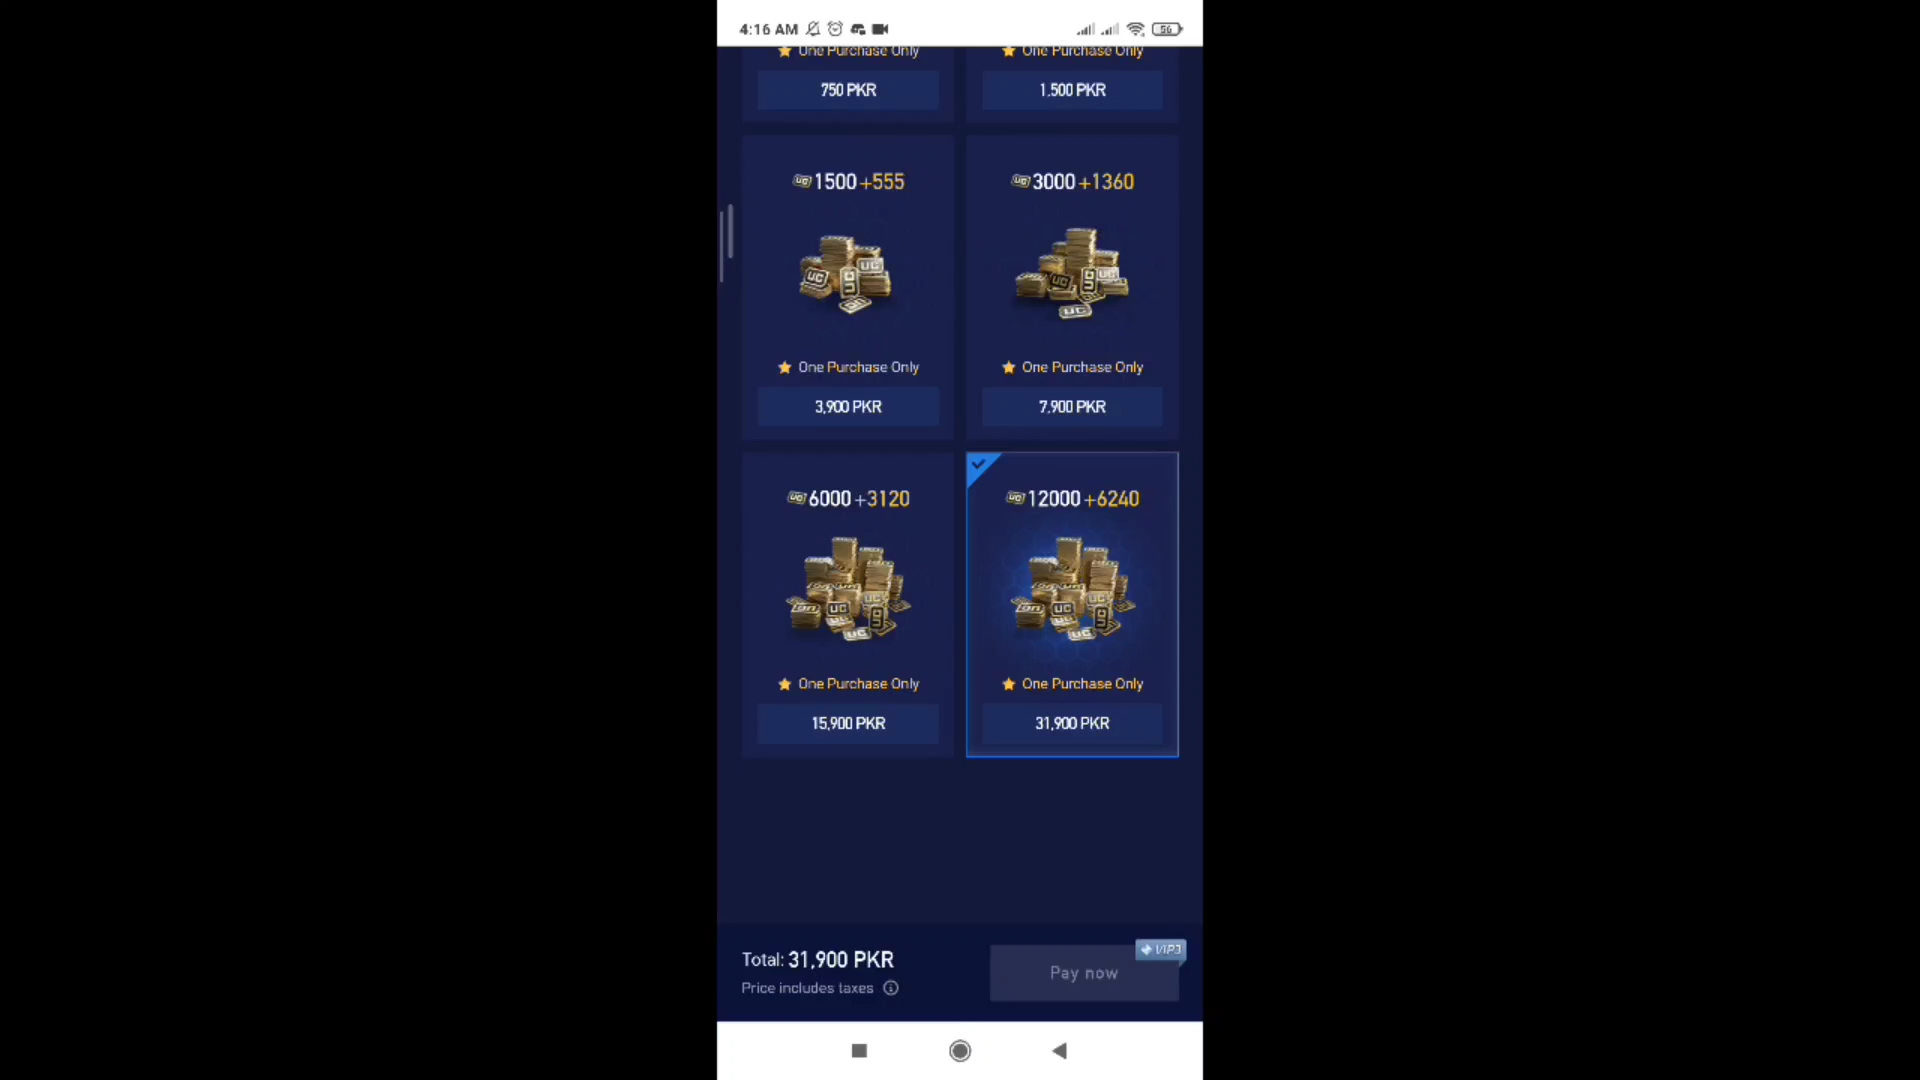 4:16 AM
56
One Purchase Only
One Purchase Only
750 PKR
1,500 PKR
1500 +555
3000 +1360
One Purchase Only
One Purchase Only
3,900 PKR
7,900 PKR
6000 +3120
12000 +6240
One Purchase Only
One Purchase Only
15,900 PKR
31,900 PKR
Total: 31,900 PKR
VIP3
Pay now
Price includes taxes